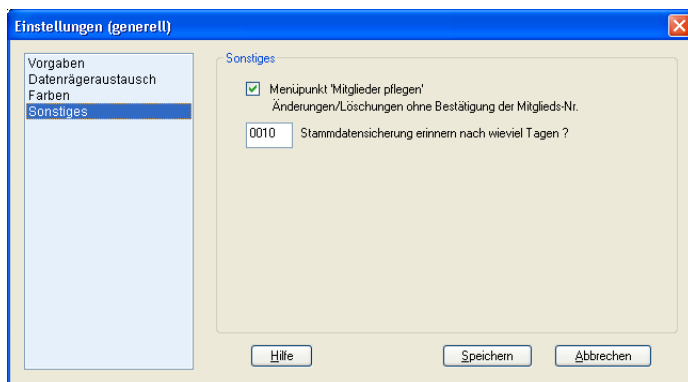 Einstellungen (generell)
Vorgaben
Datenrägeraustausch
Farben
Sonstiges
Sonstiges
Menüpunkt 'Mitglieder pflegen'
Änderungen/Löschungen ohne Bestätigung der Mitglieds-Nr.
0010 Stammdatensicherung erinnern nach wieviel Tagen ?
Hilfe Speichern Abbrechen